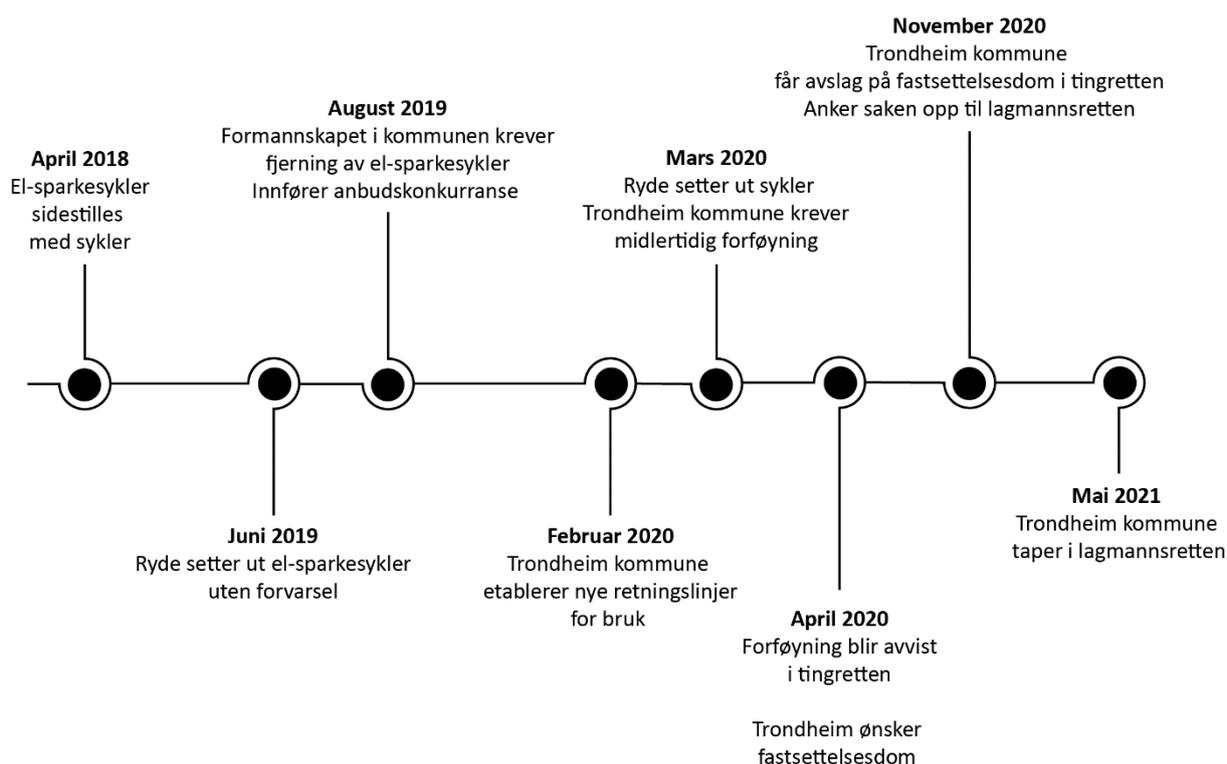 April 2018
El-sparkesykler
sidestilles
med sykler
Juni 2019
Ryde setter ut el-sparkesykler
uten forvarsel
August 2019
Formannskapet i kommunen krever
fjerning av el-sparkesykler
Innfører anbudskonkurranse
Februar 2020
Trondheim kommune
etablerer nye retningslinjer
for bruk
Mars 2020
Ryde setter ut sykler
Trondheim kommune krever
midlertidig forføyning
April 2020
Forføyning blir avvist
i tingretten
Trondheim ønsker
fastsettelsesdom
November 2020
Trondheim kommune
får avslag på fastsettelsesdom i tingretten
Anker saken opp til lagmannsretten
Mai 2021
Trondheim kommune
taper i lagmannsretten